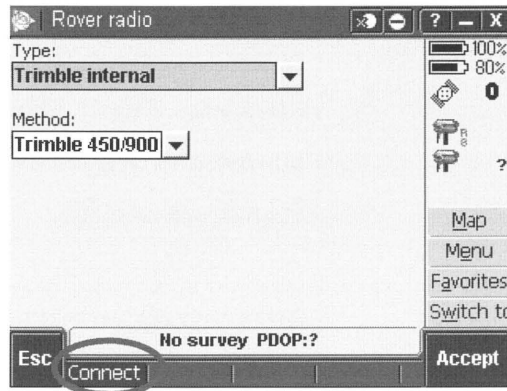 Rover radio
? – X
Type:
Trimble internal
Method:
Trimble 450/900
100%
80%
0
R
8
?
Map
Menu
Favorites
Switch to
No survey PDOP:?
Esc
Connect
Accept